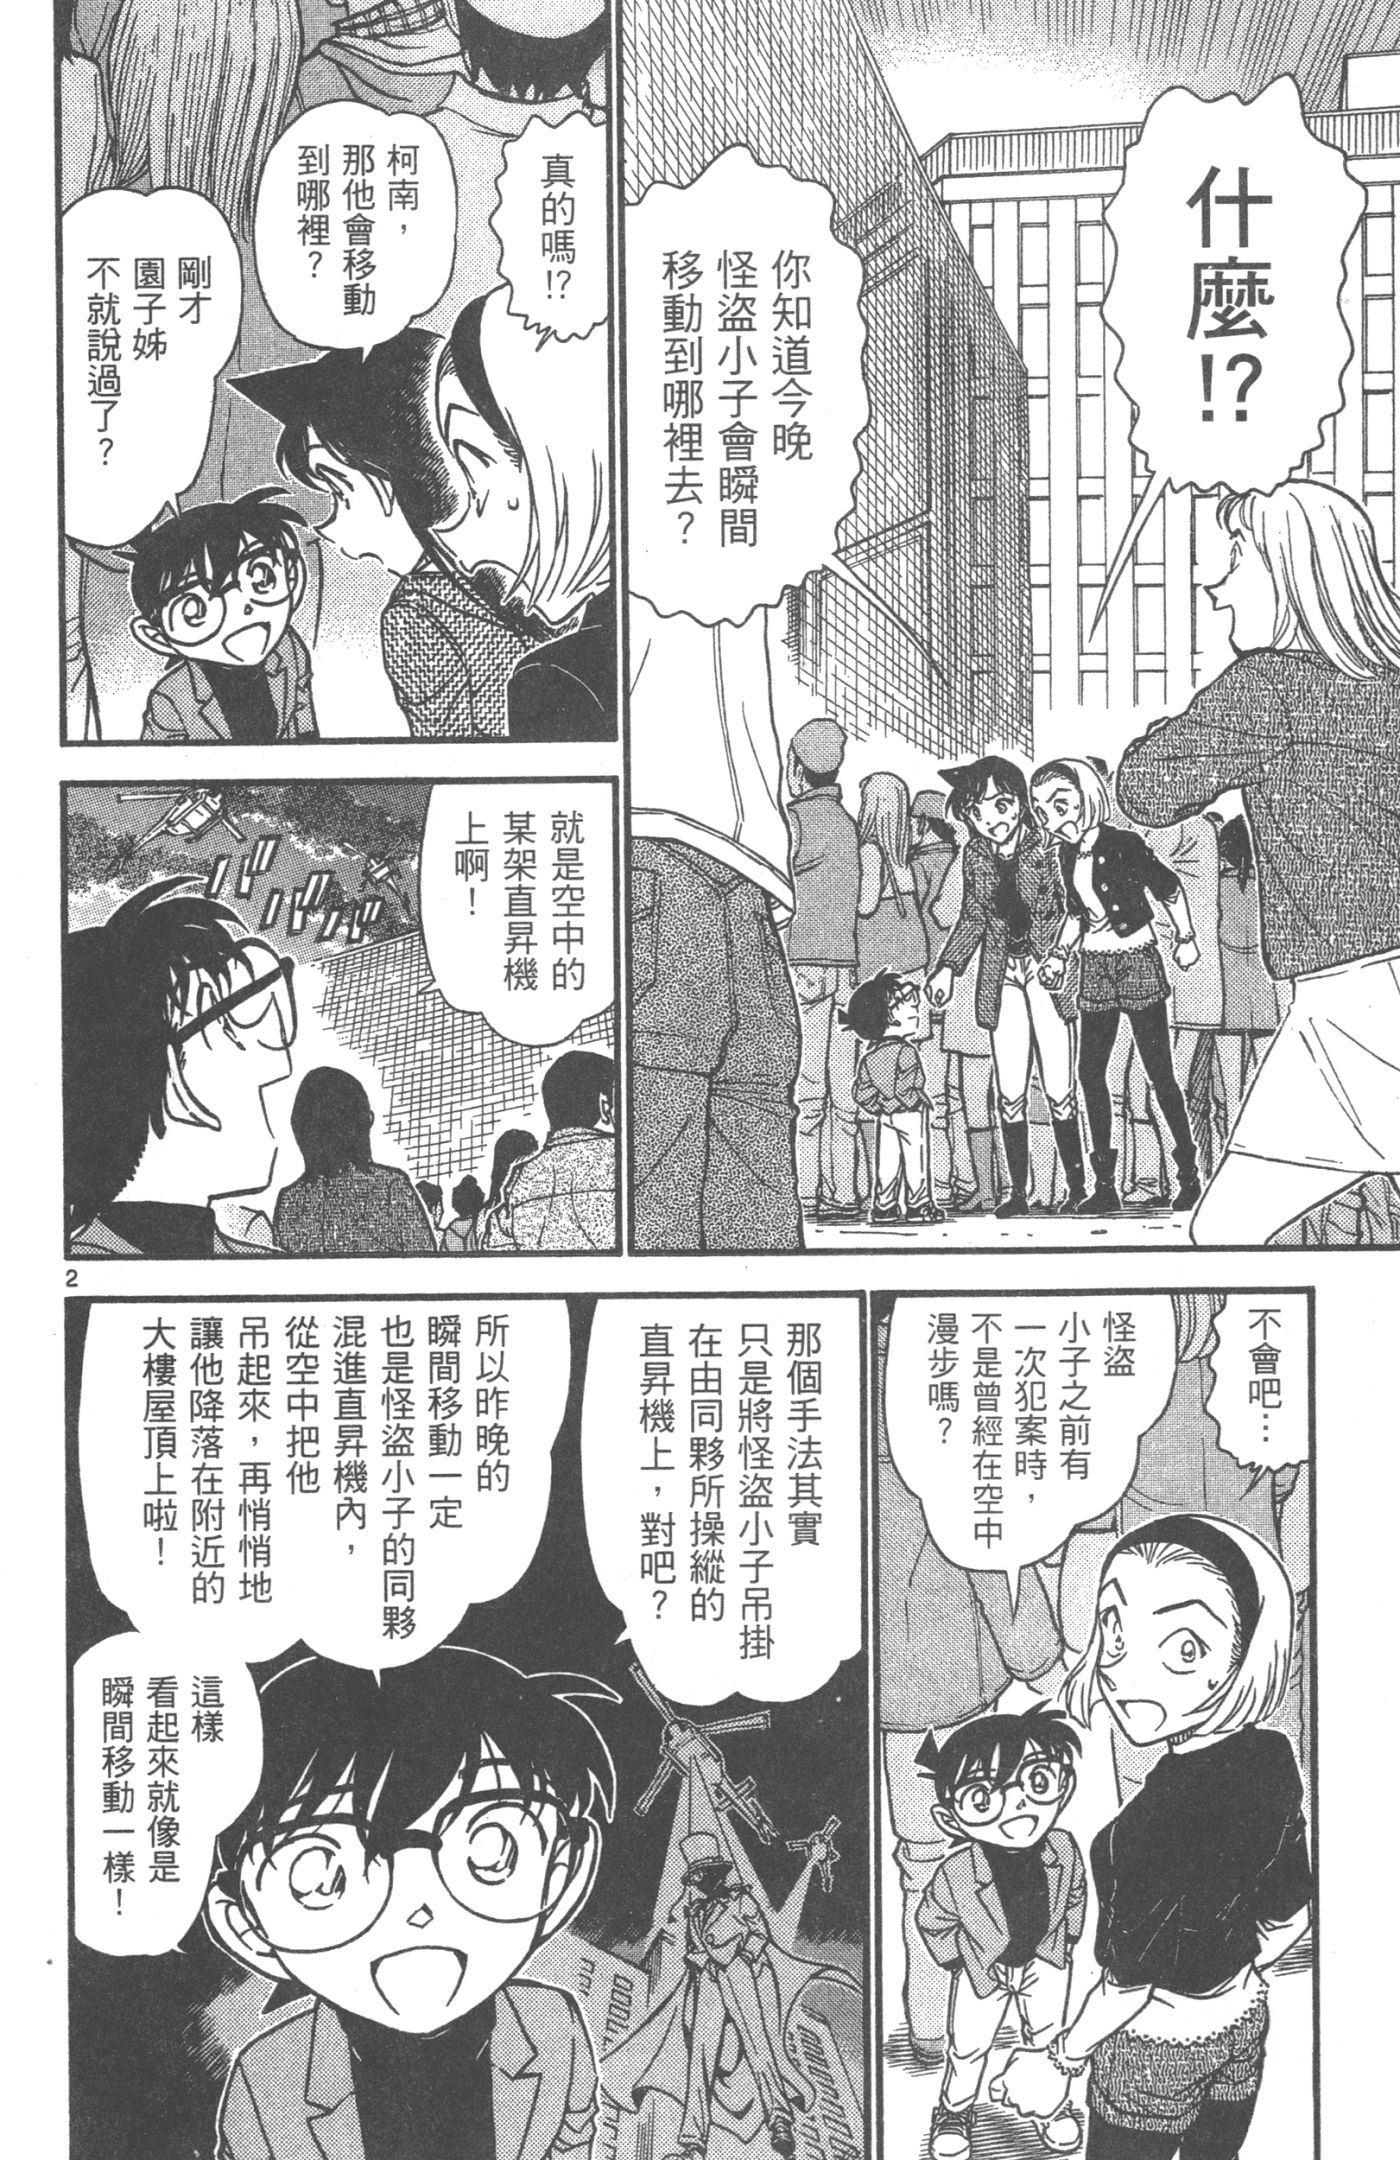 什麼!?
你知道今晚
怪盜小子會瞬間
移動到哪裡去？
真的嗎!?
柯南，
那他會移動
到哪裡？
剛才
園子姊
不就說過了？
就是空中的
某架直昇機
上啊！
バババババ
2
不會吧…
怪盜
小子之前有
一次犯案時，
不是曾經在空中
漫步嗎？
那個手法其實
只是將怪盜小子吊掛
在由同夥所操縱的
直昇機上，對吧？
所以昨晚的
瞬間移動一定
也是怪盜小子的同夥
混進直昇機內，
從空中把他
吊起來，再悄悄地
讓他降落在附近的
大樓屋頂上啦！
這樣
看起來就像是
瞬間移動一樣！